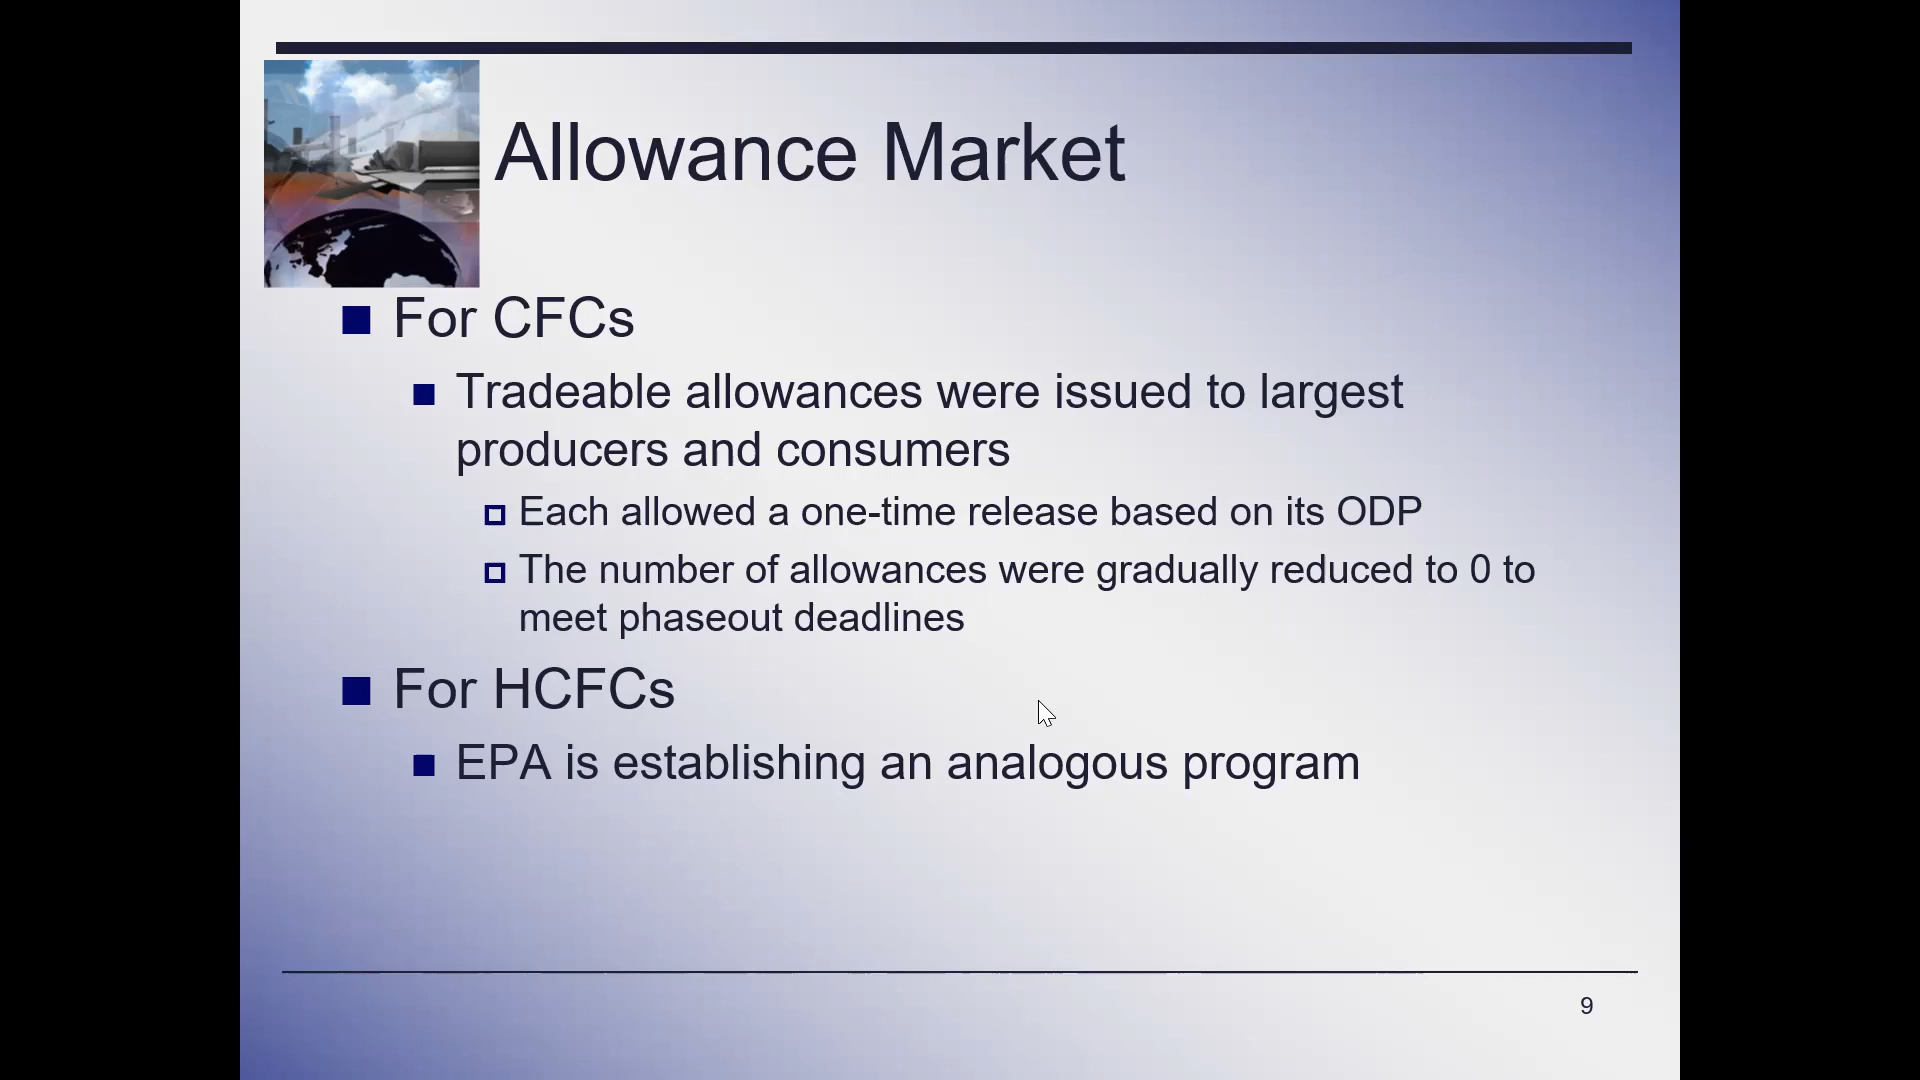 Allowance Market
For CFCs
Tradeable allowances were issued to largest
producers and consumers
Each allowed a one-time release based on its ODP
The number of allowances were gradually reduced to 0 to
meet phaseout deadlines
For HCFCs
EPA is establishing an analogous program
9